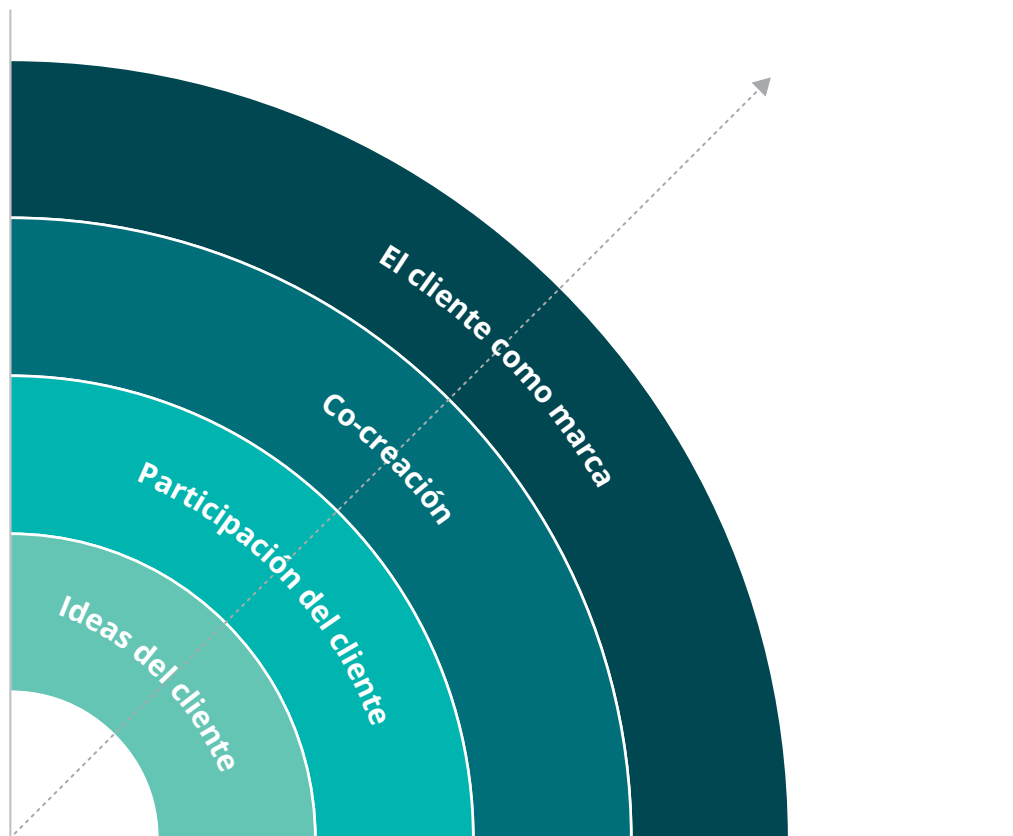 El cliente como marca
Co-creación
Participación del cliente
Ideas del cliente